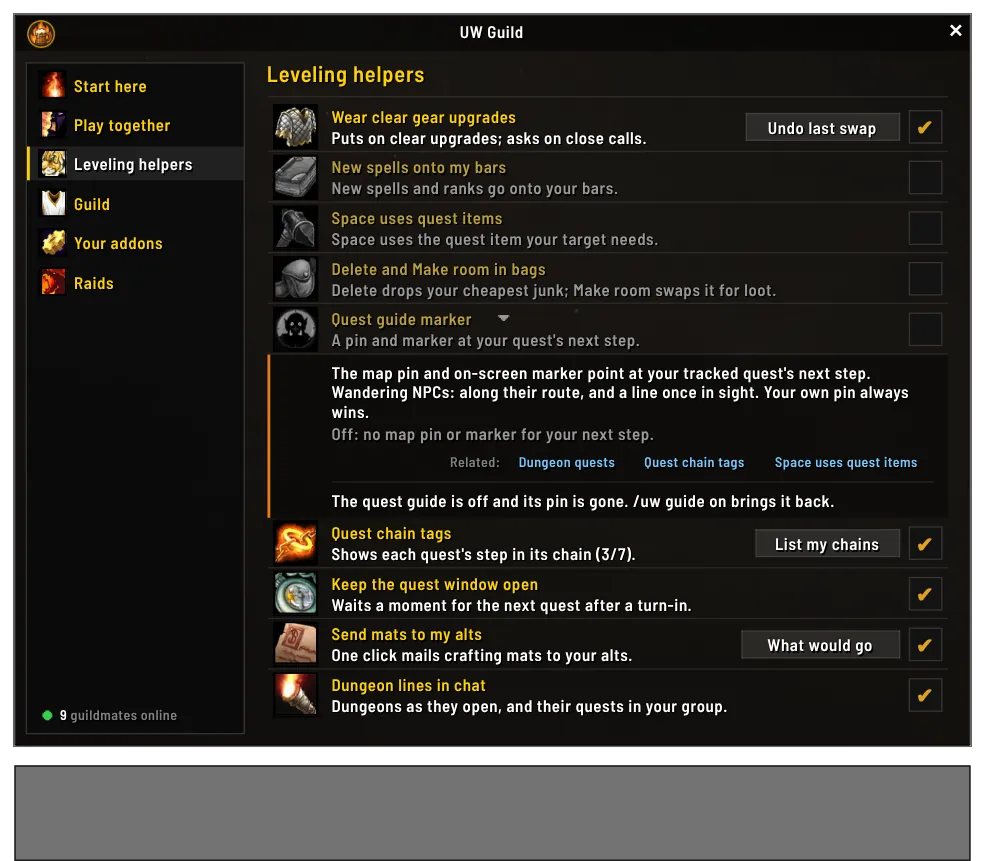 UW Guild
Start here
Play together
Leveling helpers
Guild
Your addons
Raids
9 guildmates online
Leveling helpers
Wear clear gear upgrades
Puts on clear upgrades; asks on close calls.
Undo last swap
New spells onto my bars
New spells and ranks go onto your bars.
Space uses quest items
Space uses the quest item your target needs.
Delete and Make room in bags
Delete drops your cheapest junk; Make room swaps it for loot.
Quest guide marker
A pin and marker at your quest's next step.
The map pin and on-screen marker point at your tracked quest's next step.
Wandering NPCs: along their route, and a line once in sight. Your own pin always
wins.
Off: no map pin or marker for your next step.
Related: Dungeon quests Quest chain tags Space uses quest items
The quest guide is off and its pin is gone. /uw guide on brings it back.
Quest chain tags
Shows each quest's step in its chain (3/7).
List my chains
Keep the quest window open
Waits a moment for the next quest after a turn-in.
Send mats to my alts
One click mails crafting mats to your alts.
What would go
Dungeon lines in chat
Dungeons as they open, and their quests in your group.